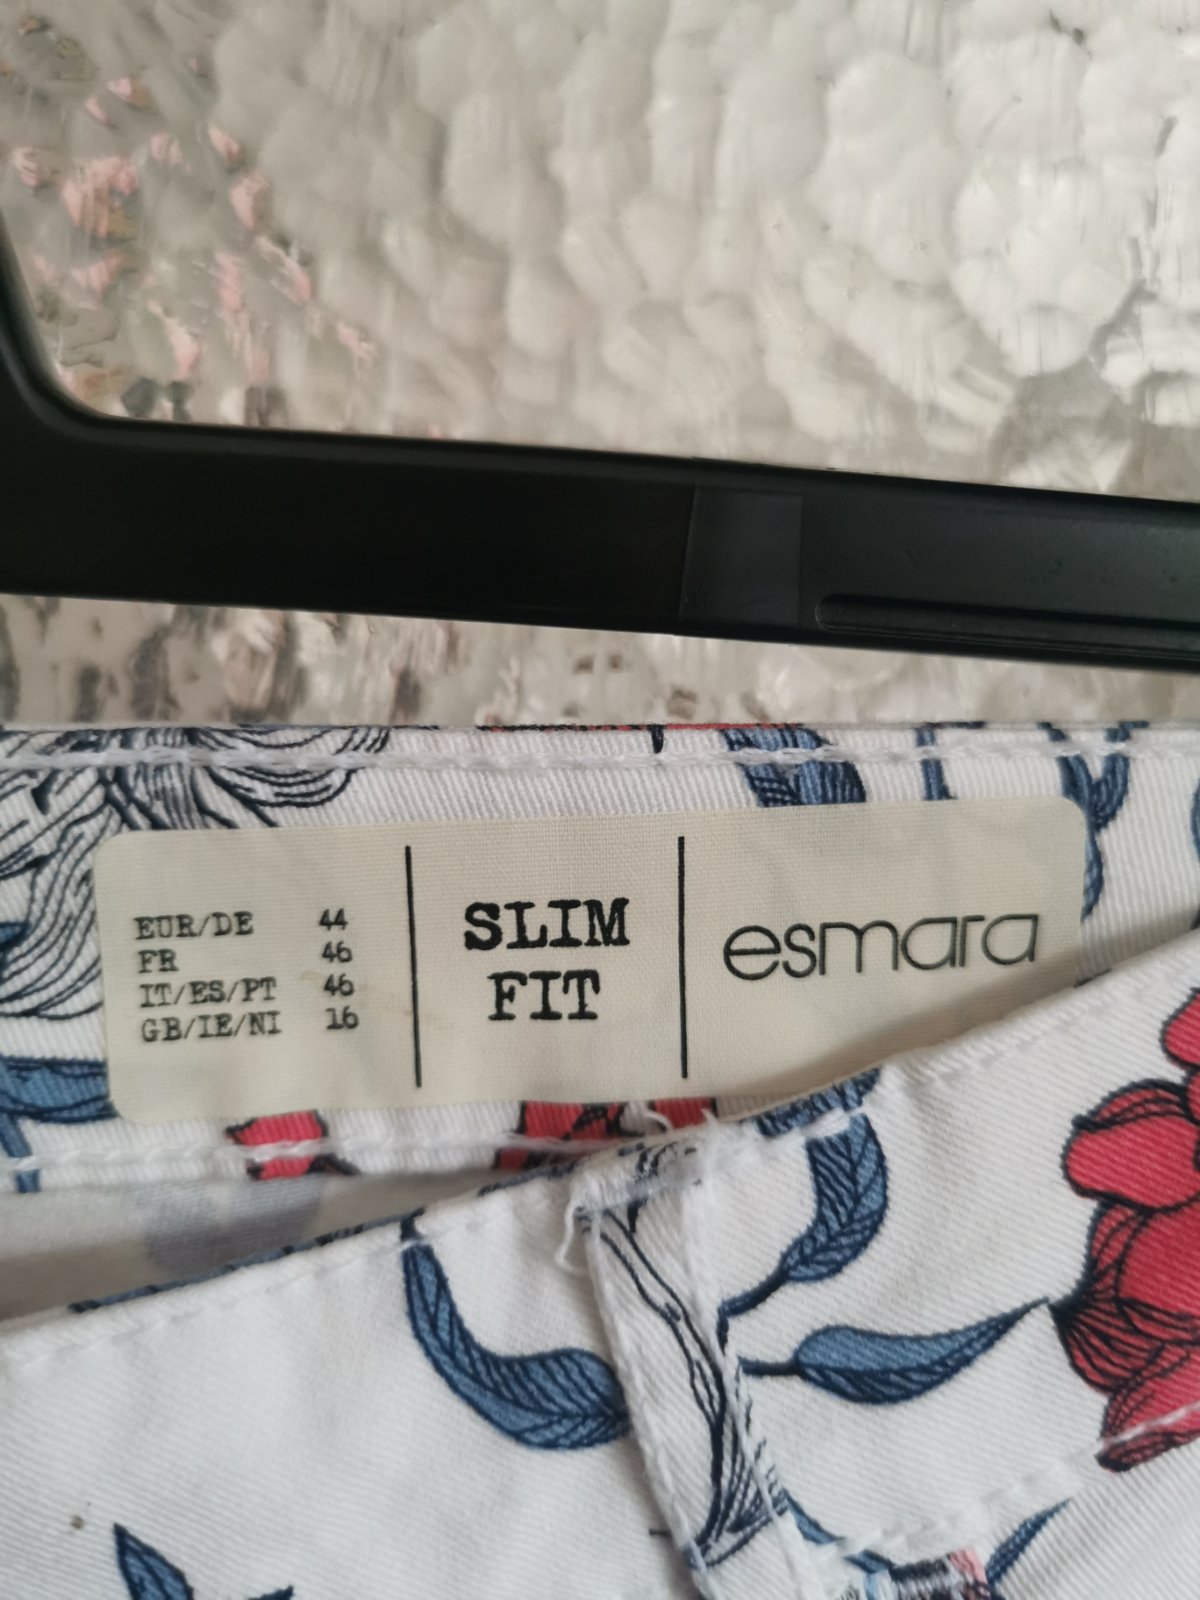 EUR/DE 44
FR 46
IT/ES/PT 46
GB/IE/NI 16
SLIM
FIT
esmara